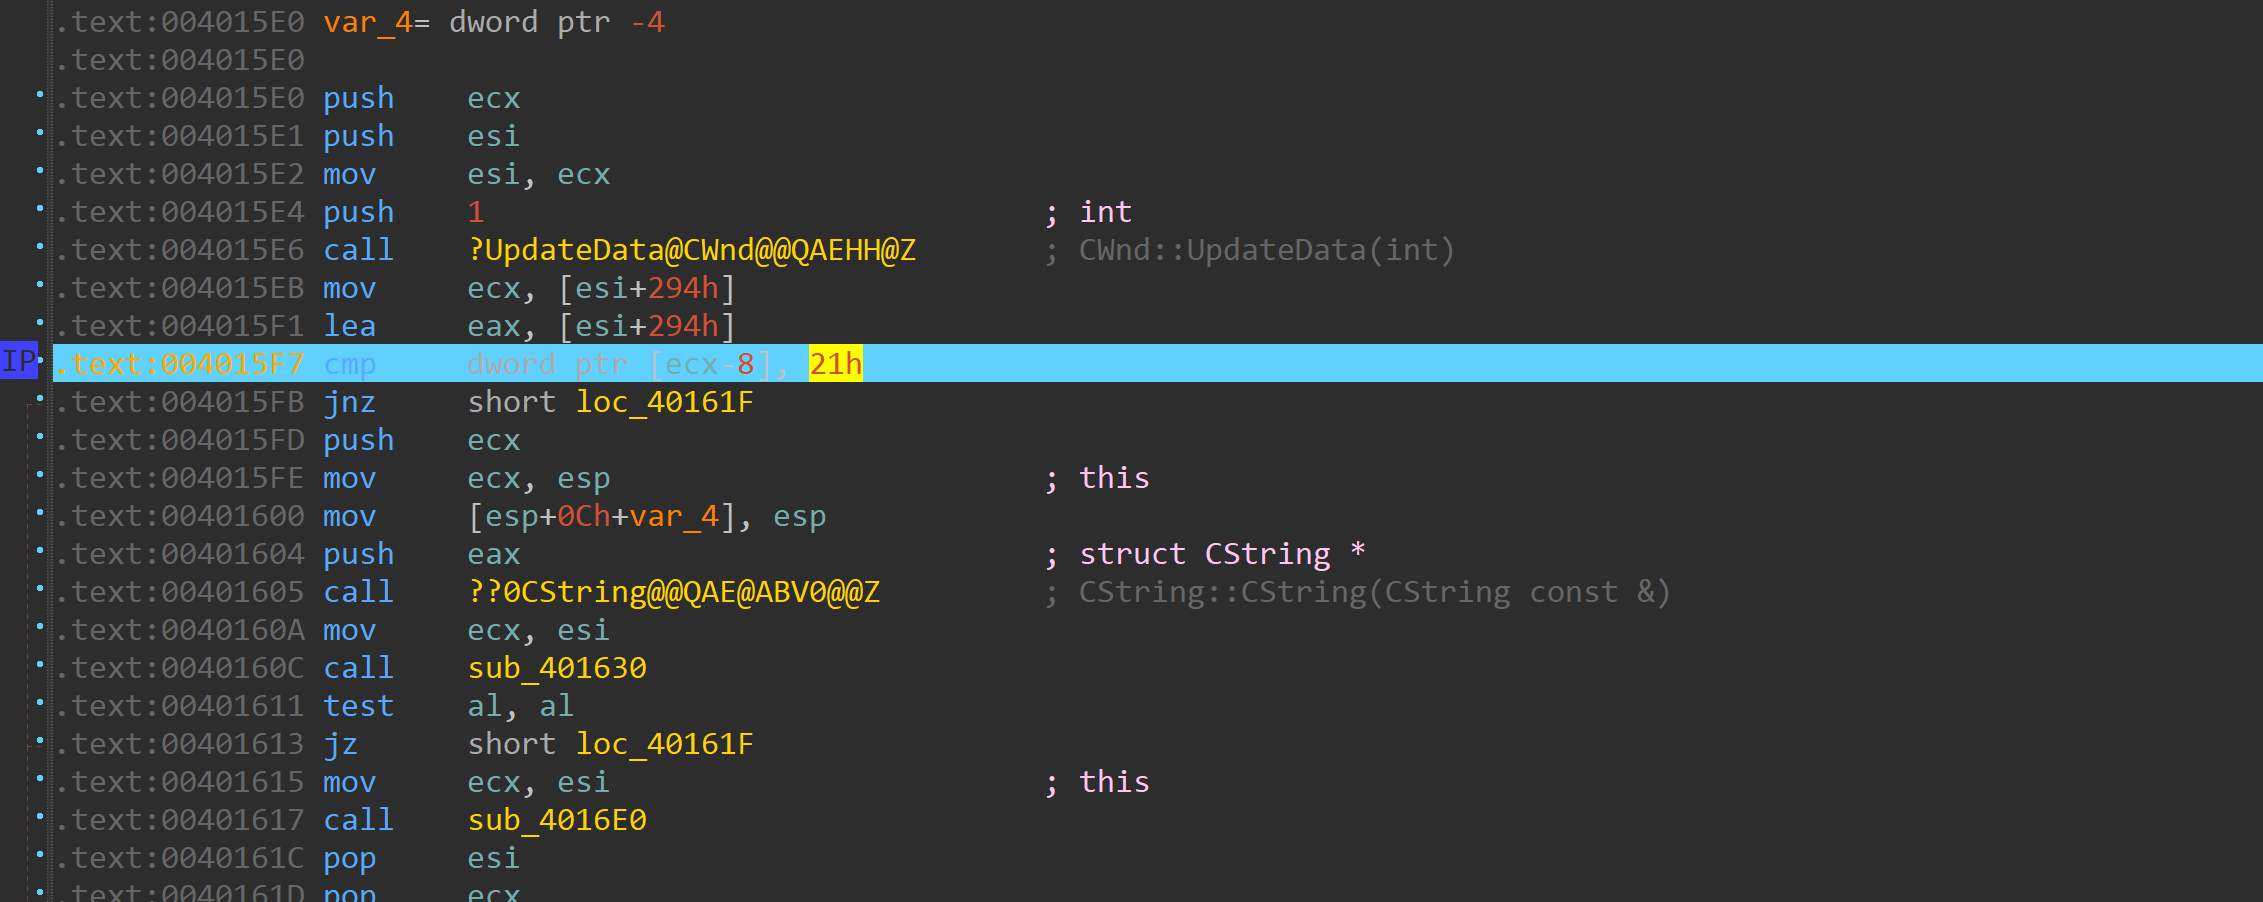 .text:004015E0 var_4= dword ptr -4
.text:004015E0
.text:004015E0 push ecx
.text:004015E1 push esi
.text:004015E2 mov esi, ecx
.text:004015E4 push 1 ; int
.text:004015E6 call ?UpdateData@CWnd@@QAEHH@Z ; CWnd::UpdateData(int)
.text:004015EB mov ecx, [esi+294h]
.text:004015F1 lea eax, [esi+294h]
IP .text:004015F7 cmp dword ptr [ecx-8], 21h
.text:004015FB jnz short loc_40161F
.text:004015FD push ecx
.text:004015FE mov ecx, esp ; this
.text:00401600 mov [esp+0Ch+var_4], esp
.text:00401604 push eax ; struct CString *
.text:00401605 call ??0CString@@QAE@ABV0@@Z ; CString::CString(CString const &)
.text:0040160A mov ecx, esi
.text:0040160C call sub_401630
.text:00401611 test al, al
.text:00401613 jz short loc_40161F
.text:00401615 mov ecx, esi ; this
.text:00401617 call sub_4016E0
.text:0040161C pop esi
.text:0040161D pop ecx